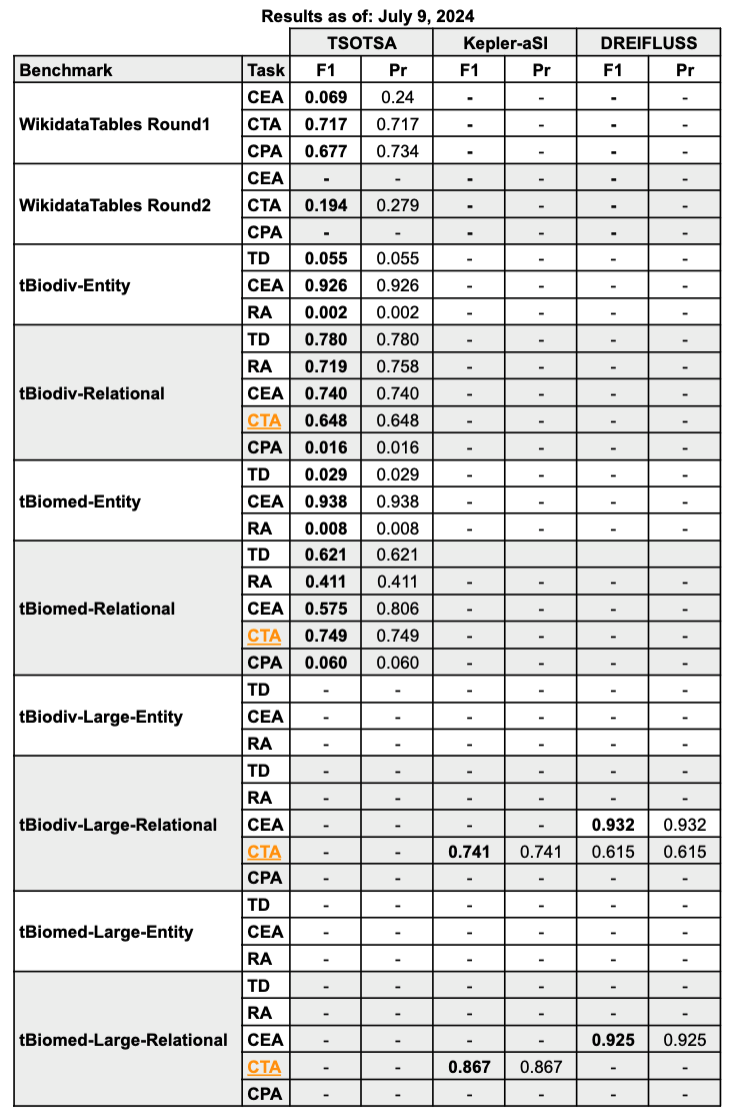 Results as of: July 9, 2024
TSOTSA Kepler-aSI DREIFLUSS
Benchmark Task F1 Pr F1 Pr F1 Pr
CEA 0.069 0.24 - - - -
WikidataTables Round1 CTA 0.717 0.717 - - - -
CPA 0.677 0.734 - - - -
CEA - - - - - -
WikidataTables Round2 CTA 0.194 0.279 - - - -
CPA - - - - - -
TD 0.055 0.055 - - - -
tBiodiv-Entity CEA 0.926 0.926 - - - -
RA 0.002 0.002 - - - -
TD 0.780 0.780 - - - -
RA 0.719 0.758 - - - -
tBiodiv-Relational CEA 0.740 0.740 - - - -
CTA 0.648 0.648 - - - -
CPA 0.016 0.016 - - - -
TD 0.029 0.029 - - - -
tBiomed-Entity CEA 0.938 0.938 - - - -
RA 0.008 0.008 - - - -
TD 0.621 0.621
RA 0.411 0.411 - - - -
tBiomed-Relational CEA 0.575 0.806 - - - -
CTA 0.749 0.749 - - - -
CPA 0.060 0.060 - - - -
TD - - - - - -
tBiodiv-Large-Entity CEA - - - - - -
RA - - - - - -
TD - - - - - -
RA - - - - - -
tBiodiv-Large-Relational CEA - - - - 0.932 0.932
CTA - - 0.741 0.741 0.615 0.615
CPA - - - - - -
TD - - - - - -
tBiomed-Large-Entity CEA - - - - - -
RA - - - - - -
TD - - - - - -
RA - - - - - -
tBiomed-Large-Relational CEA - - - - 0.925 0.925
CTA - - 0.867 0.867 - -
CPA - - - - - -